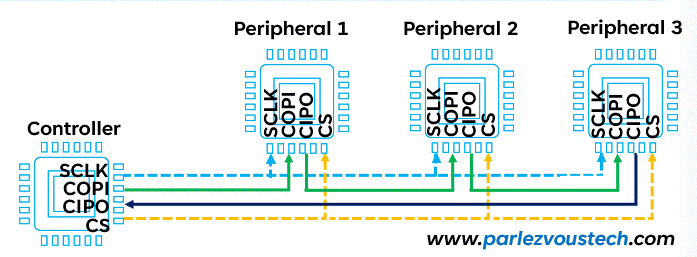 Peripheral 1
Peripheral 2
Peripheral 3
SCLK
COPI
CIPO
CS
SCLK
COPI
CIPO
CS
SCLK
COPI
CIPO
CS
Controller
SCLK
COPI
CIPO
CS
www.parlezvoustech.com